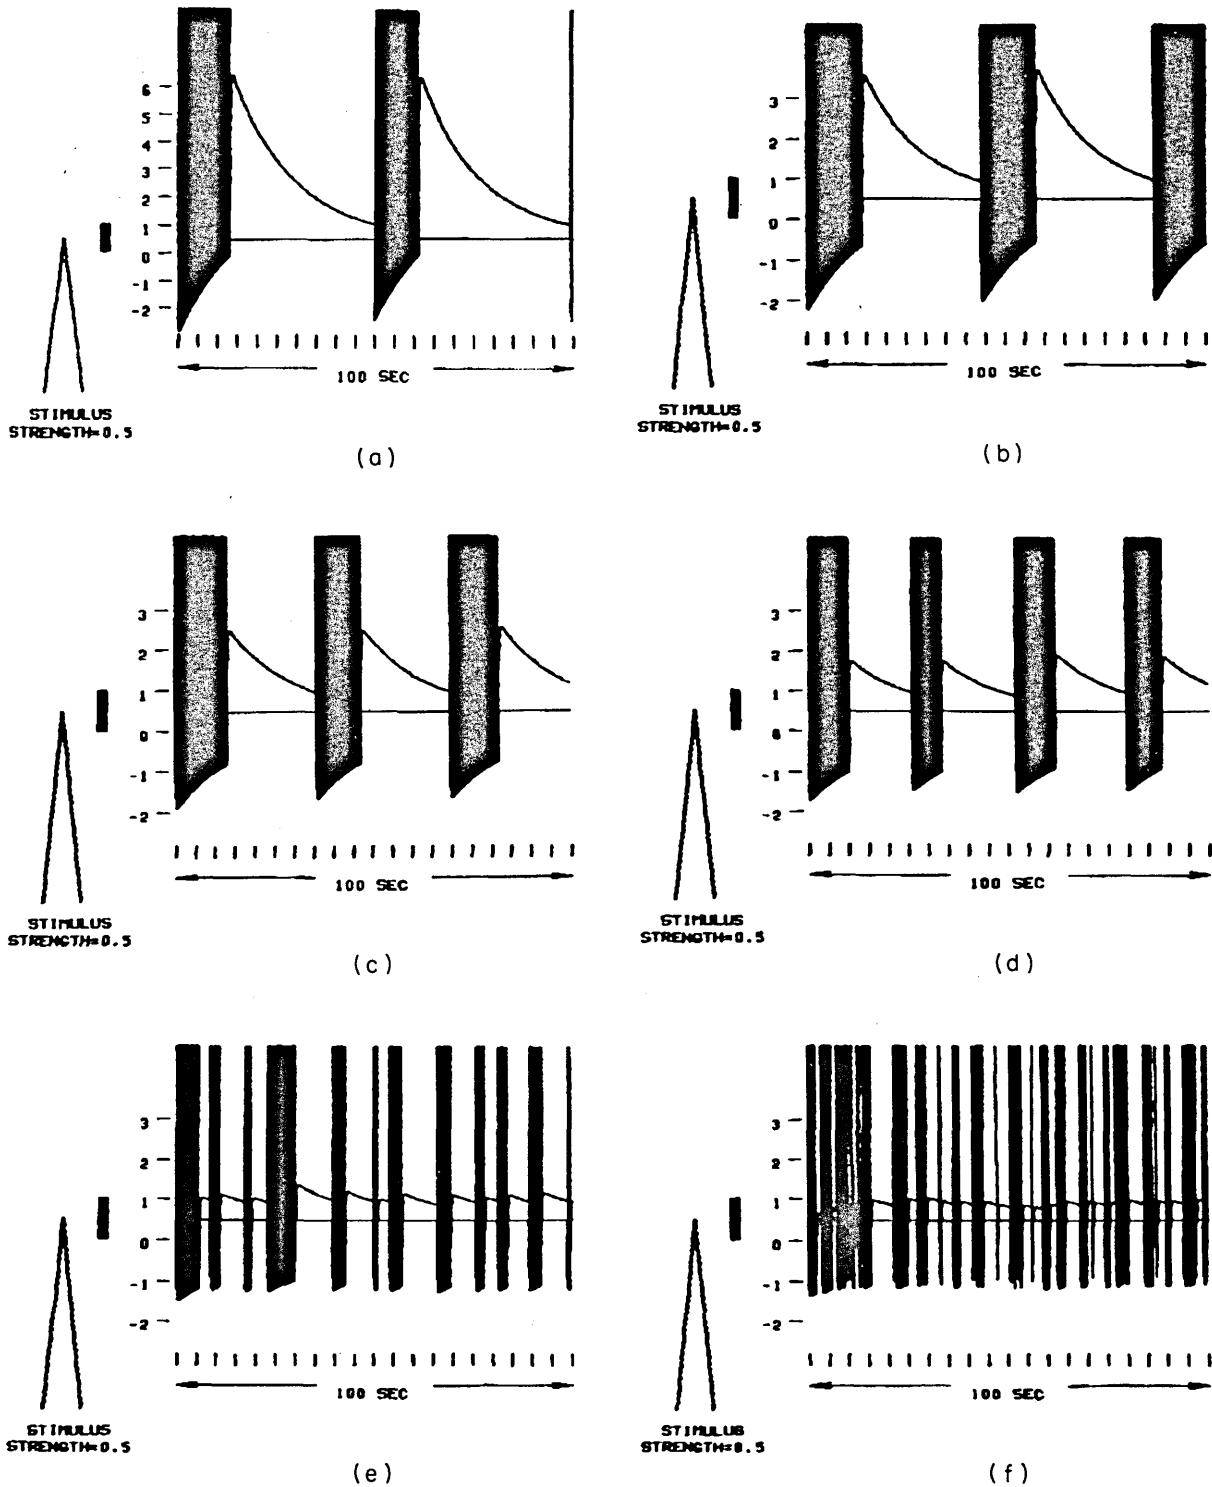 6
5
4
3
2
1
0
-1
-2
100 SEC
STIMULUS
STRENGTH=0.5
(a)
3
2
1
0
-1
-2
100 SEC
STIMULUS
STRENGTH=0.5
(b)
3
2
1
0
-1
-2
100 SEC
STIMULUS
STRENGTH=0.5
(c)
3
2
1
0
-1
-2
100 SEC
STIMULUS
STRENGTH=0.5
(d)
3
2
1
0
-1
-2
100 SEC
STIMULUS
STRENGTH=0.5
(e)
3
2
1
0
-1
-2
100 SEC
STIMULUS
STRENGTH=0.5
(f)